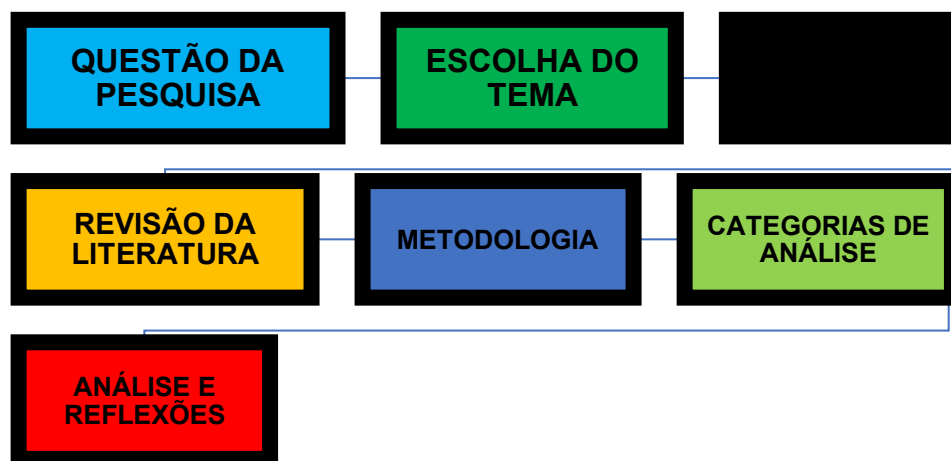 QUESTÃO DA
PESQUISA
ESCOLHA DO
TEMA
REVISÃO DA
LITERATURA
METODOLOGIA
CATEGORIAS DE
ANÁLISE
ANÁLISE E
REFLEXÕES